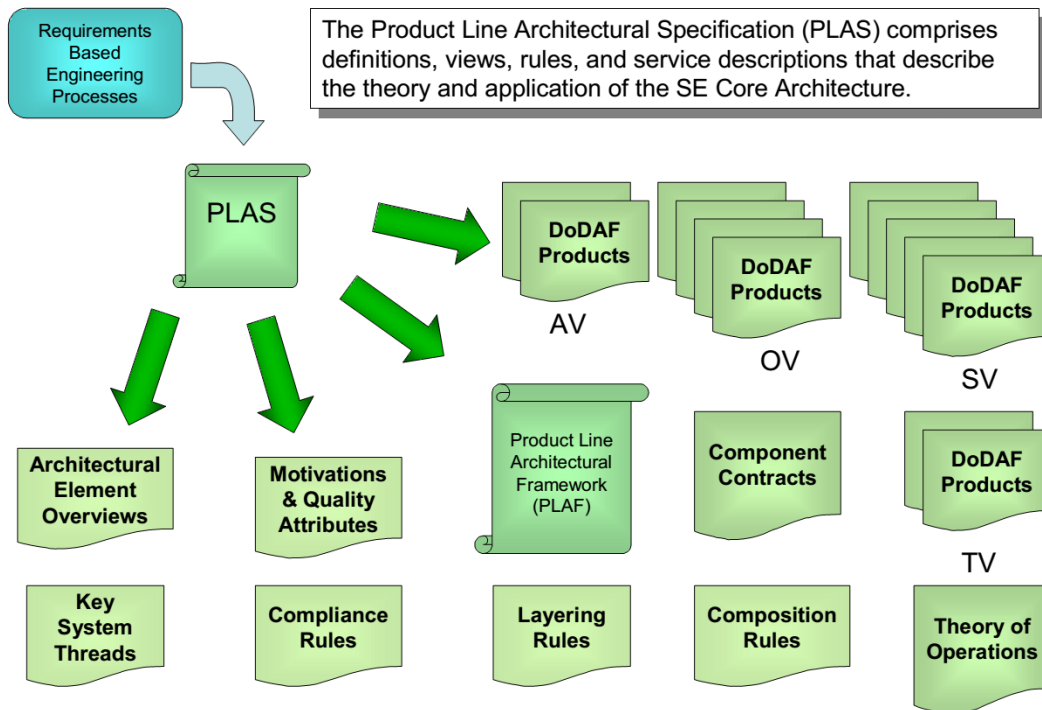 Requirements
Based
Engineering
Processes
The Product Line Architectural Specification (PLAS) comprises
definitions, views, rules, and service descriptions that describe
the theory and application of the SE Core Architecture.
PLAS
DoDAF
Products
AV
DoDAF
Products
OV
DoDAF
Products
SV
Architectural
Element
Overviews
Motivations
& Quality
Attributes
Product Line
Architectural
Framework
(PLAF)
Component
Contracts
DoDAF
Products
TV
Key
System
Threads
Compliance
Rules
Layering
Rules
Composition
Rules
Theory of
Operations